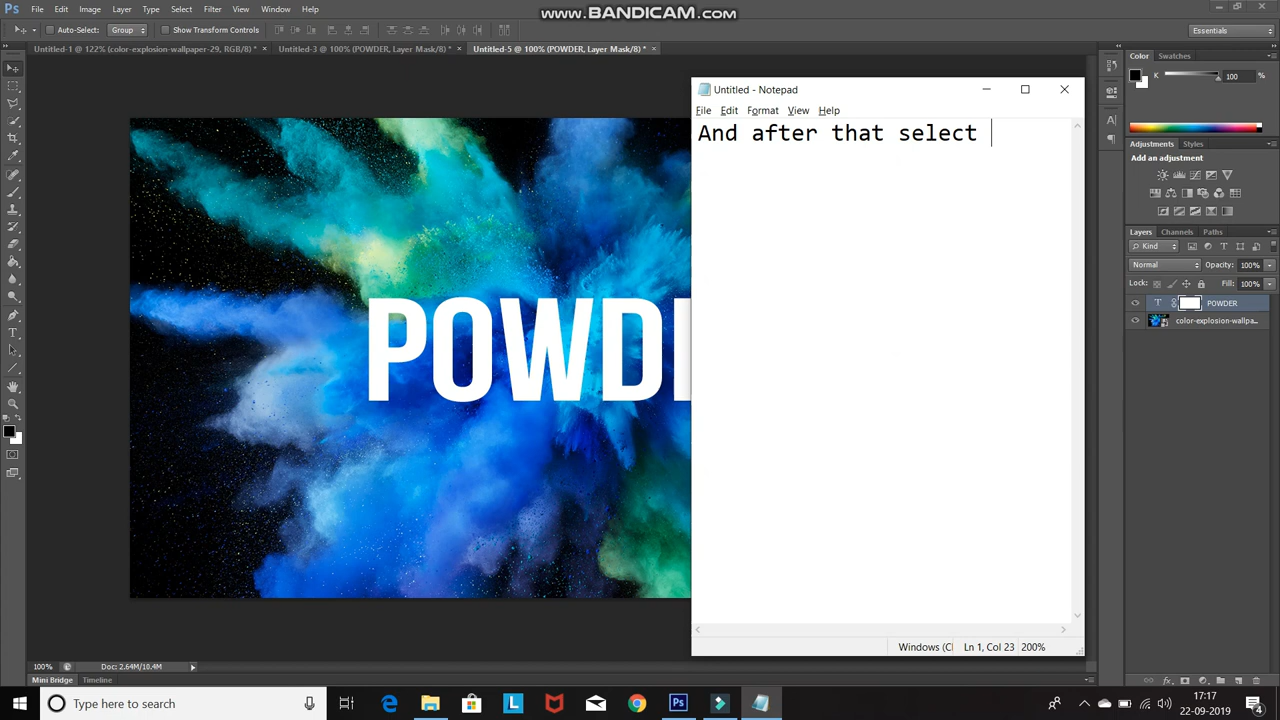 www.BANDICAM.com
Ps File Edit Image Layer Type Select Filter View Window Help
Auto-Select: Group Show Transform Controls Essentials
Untitled-1 @ 122% (color-explosion-wallpaper-29, RGB/8) * × Untitled-3 @ 100% (POWDER, Layer Mask/8) * × Untitled-5 @ 100% (POWDER, Layer Mask/8) * ×
Color Swatches
K 100 %
Untitled - Notepad
File Edit Format View Help
And after that select
Adjustments Styles
Add an adjustment
Layers Channels Paths
Kind
Normal Opacity: 100%
Lock: Fill: 100%
T POWDER
color-explosion-wallpa...
POWD
Windows (C Ln 1, Col 23 200%
100% Doc: 2.64M/10.4M
Mini Bridge Timeline
Type here to search
17:17
22-09-2019
4